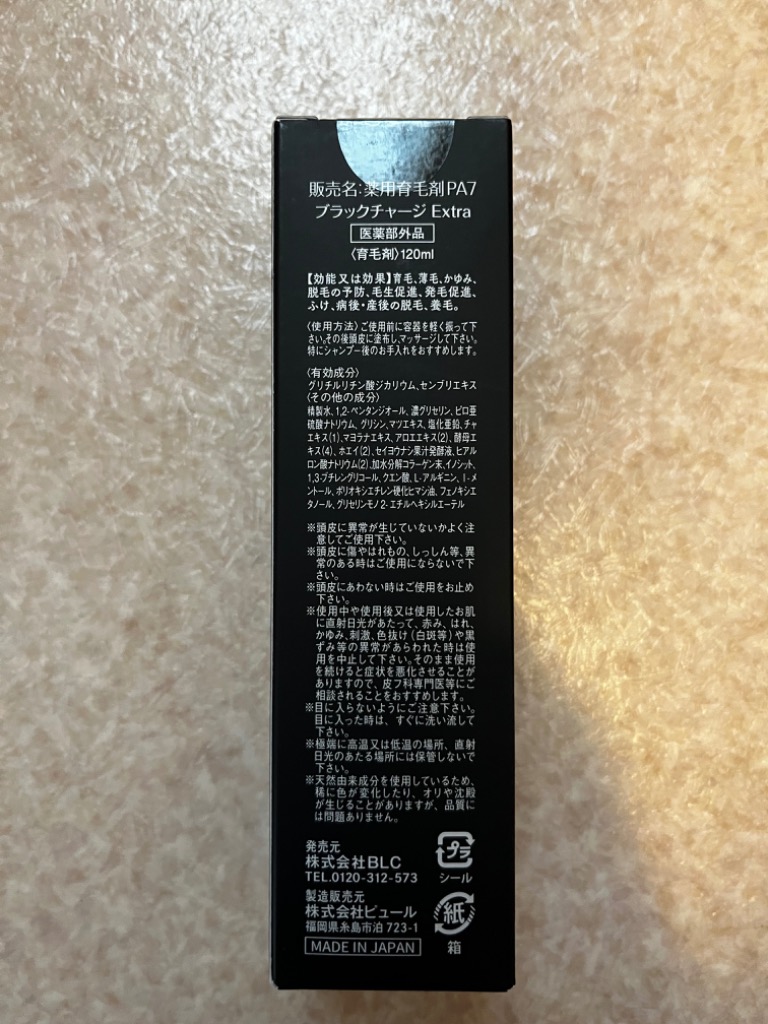 販売名:薬用育毛剤PA7
ブラックチャージ Extra
医薬部外品
〈育毛剤〉120ml
【効能又は効果】育毛、薄毛、かゆみ、
脱毛の予防、毛生促進、発毛促進、
ふけ、病後・産後の脱毛、養毛。
〈使用方法〉ご使用前に容器を軽く振って下
さい。その後頭皮に塗布し、マッサージして下さい。
特にシャンプー後のお手入れをおすすめします。
〈有効成分〉
グリチルリチン酸ジカリウム、センブリエキス
〈その他の成分〉
精製水、1,2-ペンタンジオール、濃グリセリン、ピロ亜
硫酸ナトリウム、グリシン、マツエキス、塩化亜鉛、チャ
エキス(1)、マヨラナエキス、アロエエキス(2)、酵母エ
キス(4)、ホエイ(2)、セイヨウナシ果汁発酵液、ヒアル
ロン酸ナトリウム(2)、加水分解コラーゲン末、イノシット、
1,3-ブチレングリコール、クエン酸、L-アルギニン、l-メ
ントール、ポリオキシエチレン硬化ヒマシ油、フェノキシエ
タノール、グリセリンモノ2-エチルヘキシルエーテル
※頭皮に異常が生じていないかよく注
意してご使用下さい。
※頭皮に傷やはれもの、しっしん等、異
常のある時はご使用にならないで下
さい。
※頭皮にあわない時はご使用をお止め
下さい。
※使用中や使用後又は使用したお肌
に直射日光があたって、赤み、はれ、
かゆみ、刺激、色抜け(白斑等)や黒
ずみ等の異常があらわれた時は使
用を中止して下さい。そのまま使用
を続けると症状を悪化させることが
ありますので、皮フ科専門医等にご
相談されることをおすすめします。
※目に入らないようにご注意下さい。
目に入った時は、すぐに洗い流して
下さい。
※極端に高温又は低温の場所、直射
日光のあたる場所には保管しないで
下さい。
※天然由来成分を使用しているため、
稀に色が変化したり、オリや沈殿
が生じることがありますが、品質に
は問題ありません。
発売元
株式会社BLC
TEL.0120-312-573
プラ
シール
製造販売元
株式会社ピュール
福岡県糸島市泊 723-1
MADE IN JAPAN
紙
箱